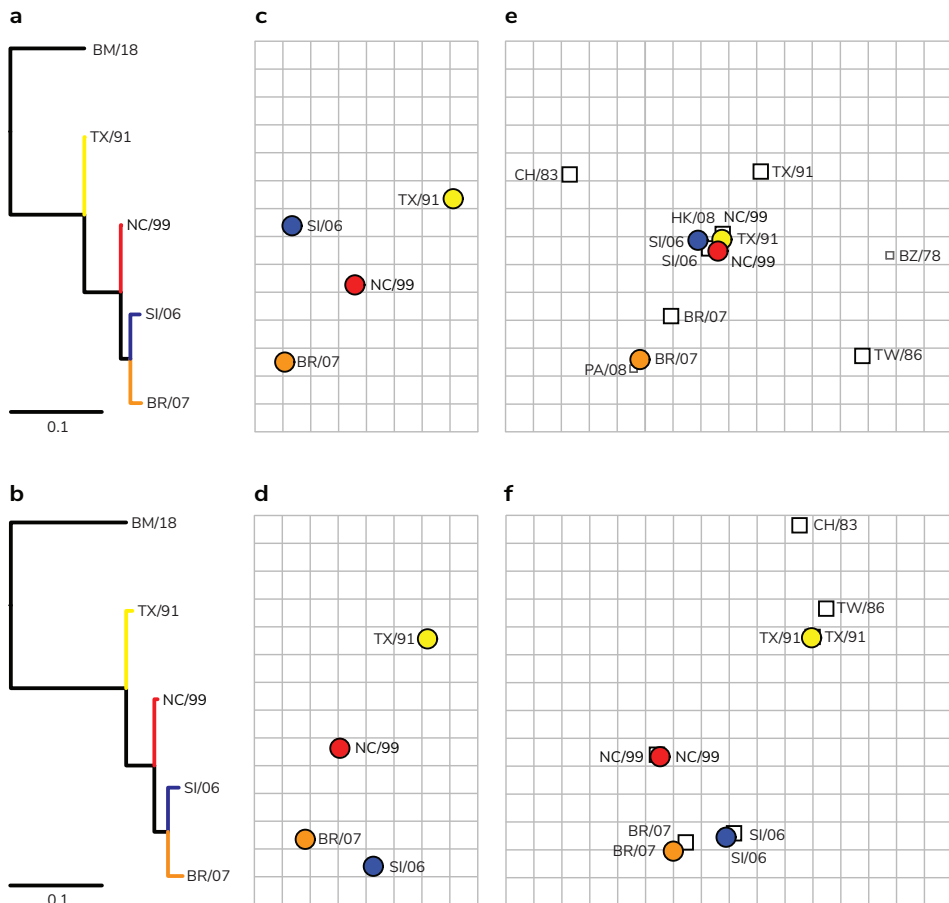 a
BM/18
TX/91
NC/99
SI/06
BR/07
0.1
c
TX/91
SI/06
NC/99
BR/07
e
CH/83
TX/91
HK/08
NC/99
SI/06
TX/91
SI/06
NC/99
BZ/78
BR/07
BR/07
PA/08
TW/86
b
BM/18
TX/91
NC/99
SI/06
BR/07
0.1
d
TX/91
NC/99
BR/07
SI/06
f
CH/83
TW/86
TX/91
TX/91
NC/99
NC/99
BR/07
SI/06
BR/07
SI/06